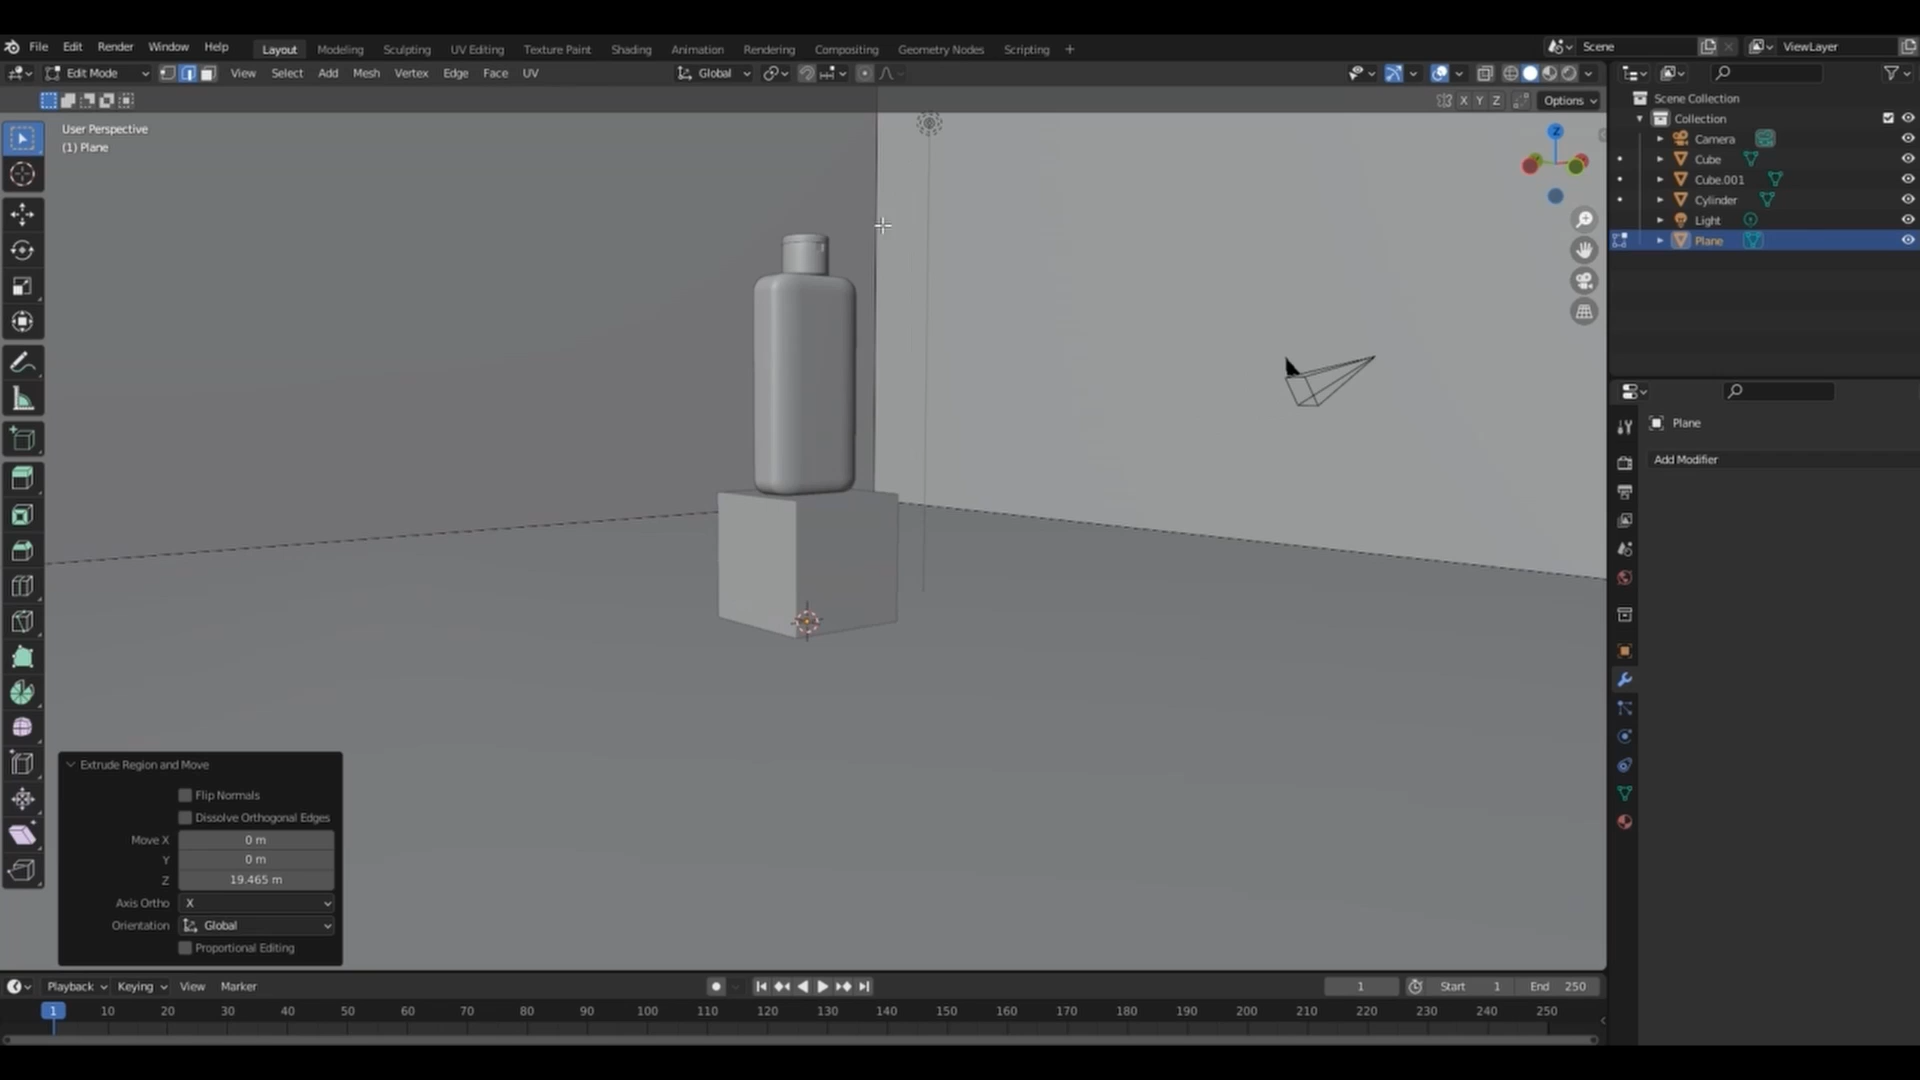 File Edit Render Window Help Layout Modeling Sculpting UV Editing Texture Paint Shading Animation Rendering Compositing Geometry Nodes Scripting + Scene ViewLayer
Edit Mode View Select Add Mesh Vertex Edge Face UV Global
X Y Z Options
User Perspective
(1) Plane
Z
Scene Collection
Collection
Camera
Cube
Cube.001
Cylinder
Light
Plane
Plane
Add Modifier
Extrude Region and Move
Flip Normals
Dissolve Orthogonal Edges
Move X 0 m
Y 0 m
Z 19.465 m
Axis Ortho X
Orientation Global
Proportional Editing
Playback Keying View Marker 1 Start 1 End 250
1 10 20 30 40 50 60 70 80 90 100 110 120 130 140 150 160 170 180 190 200 210 220 230 240 250